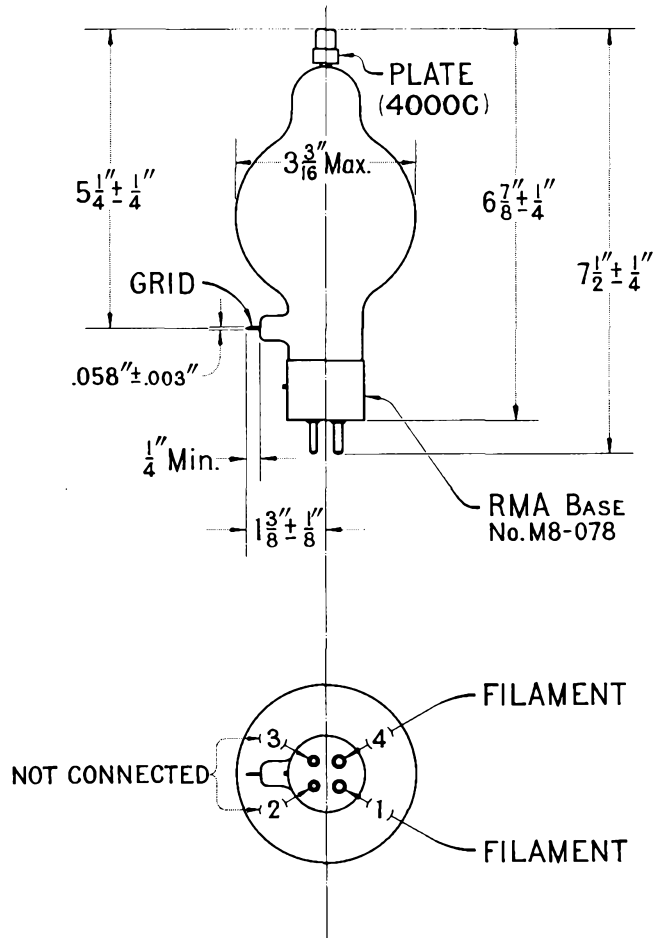 PLATE
(4000C)
3 3/16" Max.
5 1/4" ± 1/4"
6 7/8" ± 1/4"
7 1/2" ± 1/4"
GRID
.058" ± .003"
1/4" Min.
1 3/8" ± 1/8"
RMA BASE
No. M8-078
FILAMENT
3
4
NOT CONNECTED
2
1
FILAMENT